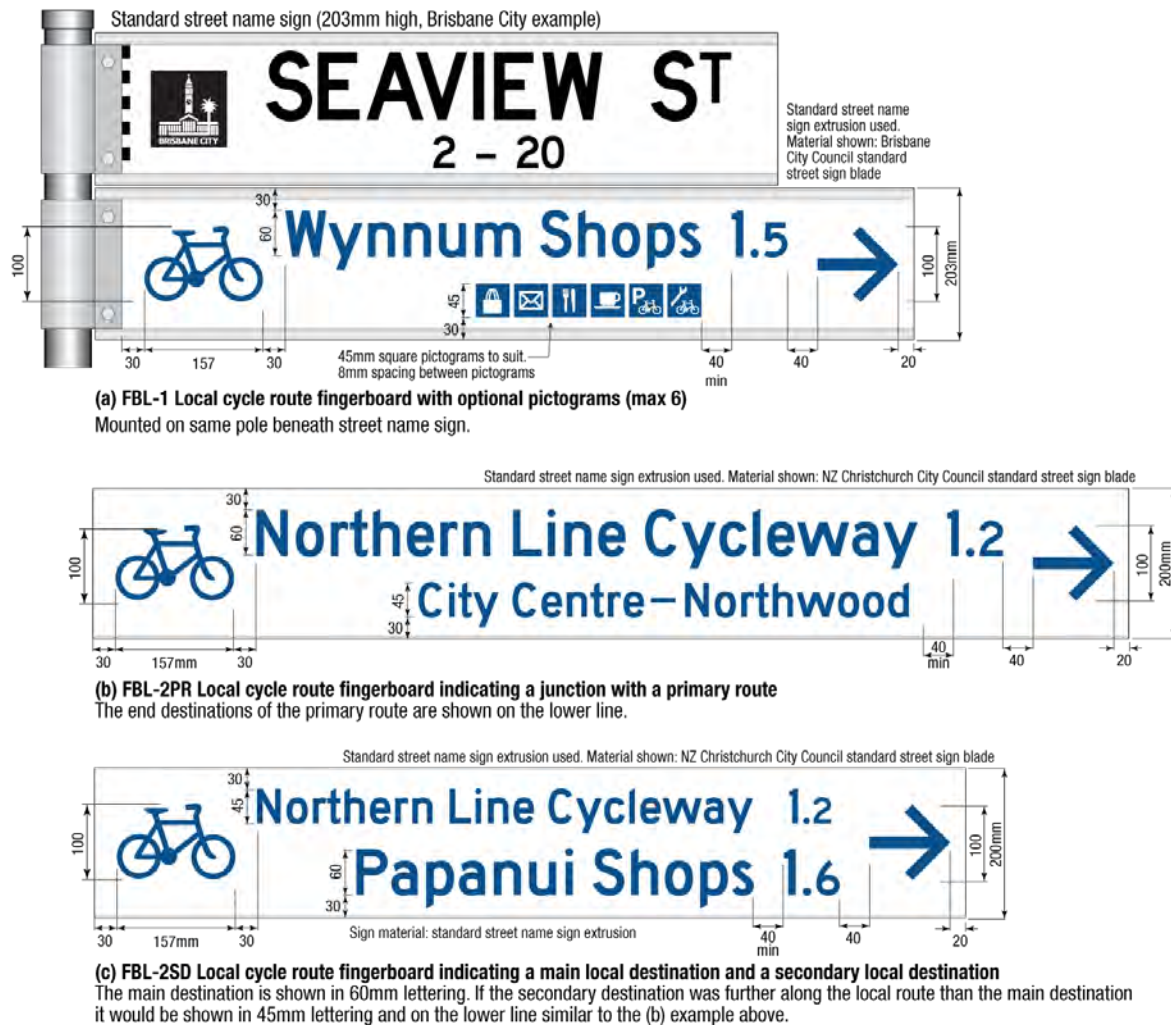 Standard street name sign (203mm high, Brisbane City example)
BRISBANE CITY
SEAVIEW ST
2 – 20
Standard street name
sign extrusion used.
Material shown: Brisbane
City Council standard
street sign blade
30
60
100
Wynnum Shops 1.5
100
203mm
45
30
P
30
157
30
45mm square pictograms to suit.
8mm spacing between pictograms
40
min
40
20
(a) FBL-1 Local cycle route fingerboard with optional pictograms (max 6)
Mounted on same pole beneath street name sign.
Standard street name sign extrusion used. Material shown: NZ Christchurch City Council standard street sign blade
30
60
100
Northern Line Cycleway 1.2
100
200mm
45
30
City Centre–Northwood
30
157mm
30
40
min
40
20
(b) FBL-2PR Local cycle route fingerboard indicating a junction with a primary route
The end destinations of the primary route are shown on the lower line.
Standard street name sign extrusion used. Material shown: NZ Christchurch City Council standard street sign blade
30
45
100
Northern Line Cycleway 1.2
100
200mm
60
30
Papanui Shops 1.6
30
157mm
30
Sign material: standard street name sign extrusion
40
min
40
20
(c) FBL-2SD Local cycle route fingerboard indicating a main local destination and a secondary local destination
The main destination is shown in 60mm lettering. If the secondary destination was further along the local route than the main destination
it would be shown in 45mm lettering and on the lower line similar to the (b) example above.